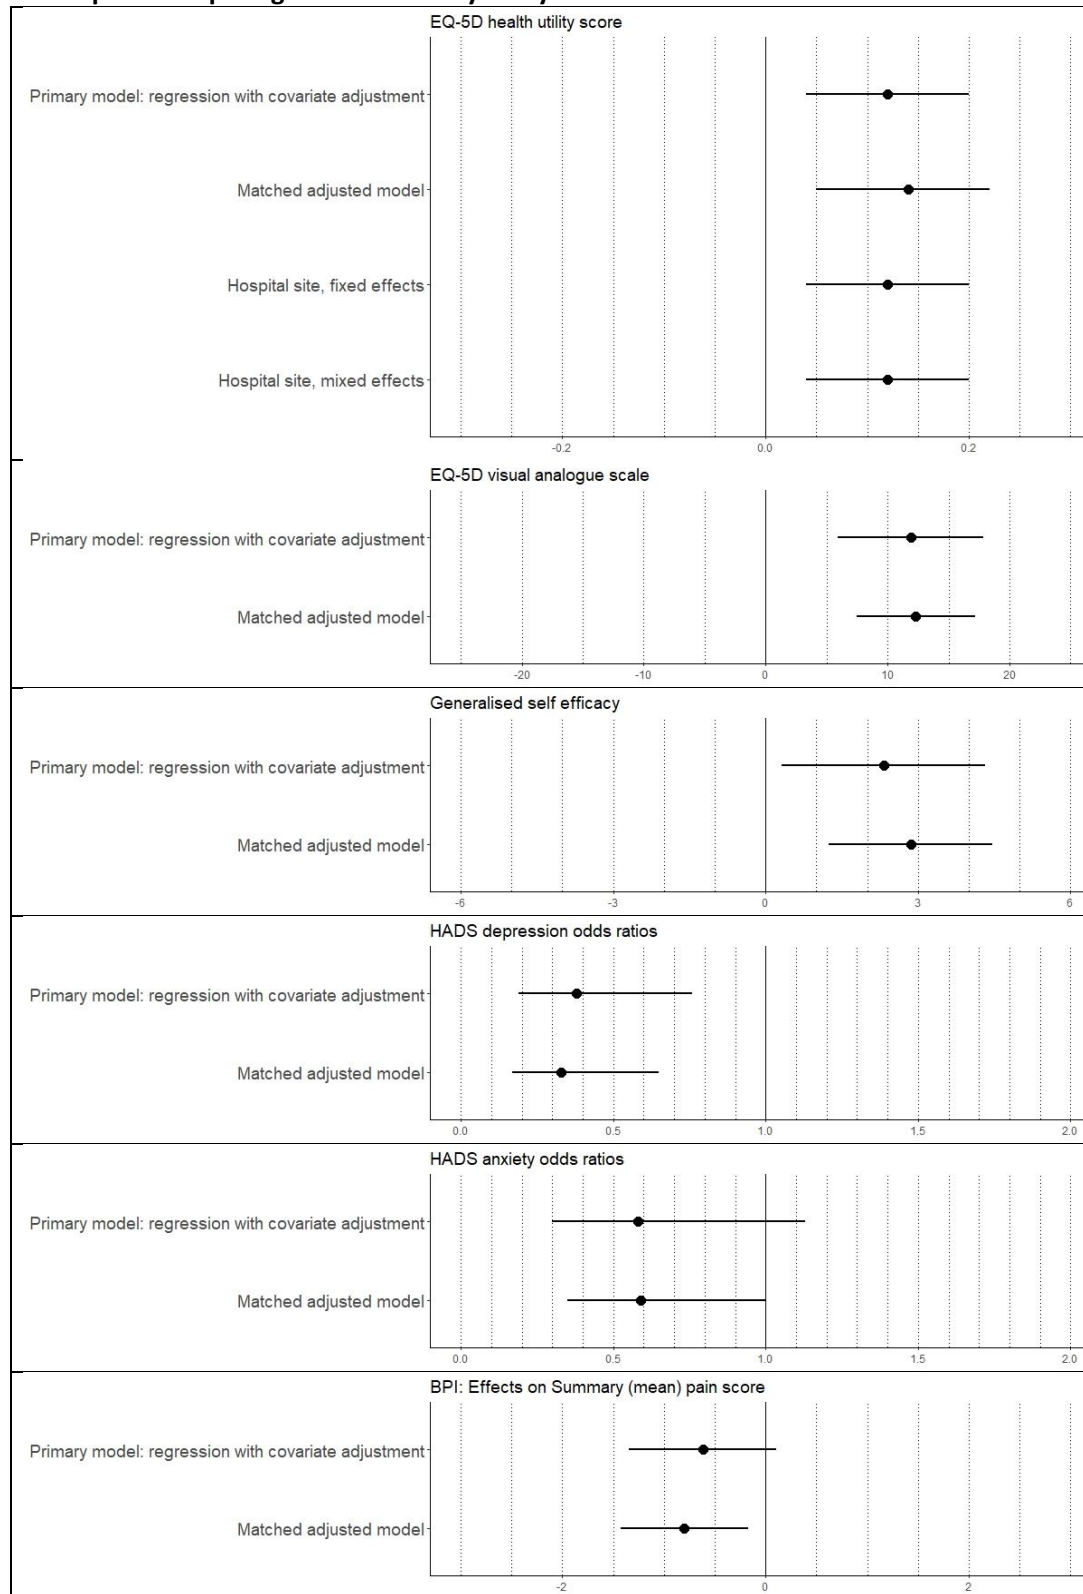 EQ-5D health utility score
Primary model: regression with covariate adjustment
Matched adjusted model
Hospital site, fixed effects
Hospital site, mixed effects
-0.2 0.0 0.2
EQ-5D visual analogue scale
Primary model: regression with covariate adjustment
Matched adjusted model
-20 -10 0 10 20
Generalised self efficacy
Primary model: regression with covariate adjustment
Matched adjusted model
-6 -3 0 3 6
HADS depression odds ratios
Primary model: regression with covariate adjustment
Matched adjusted model
0.0 0.5 1.0 1.5 2.0
HADS anxiety odds ratios
Primary model: regression with covariate adjustment
Matched adjusted model
0.0 0.5 1.0 1.5 2.0
BPI: Effects on Summary (mean) pain score
Primary model: regression with covariate adjustment
Matched adjusted model
-2 0 2